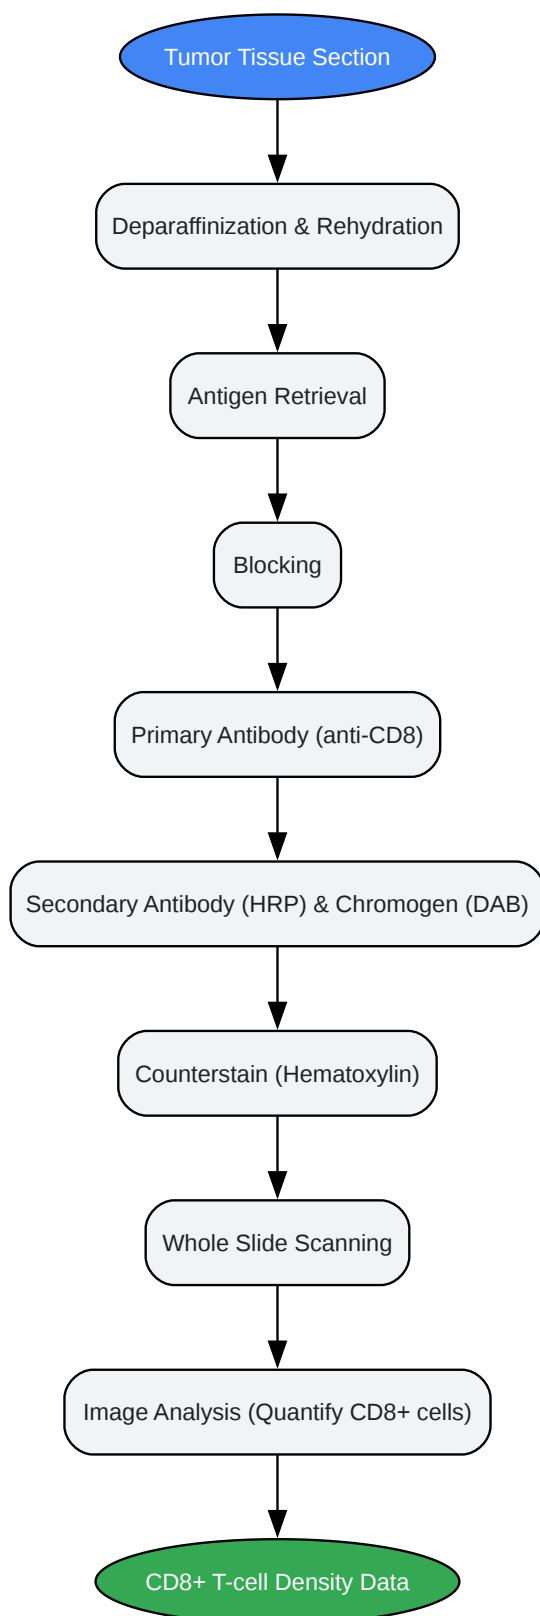 Tumor Tissue Section
Deparaffinization & Rehydration
Antigen Retrieval
Blocking
Primary Antibody (anti-CD8)
Secondary Antibody (HRP) & Chromogen (DAB)
Counterstain (Hematoxylin)
Whole Slide Scanning
Image Analysis (Quantify CD8+ cells)
CD8+ T-cell Density Data